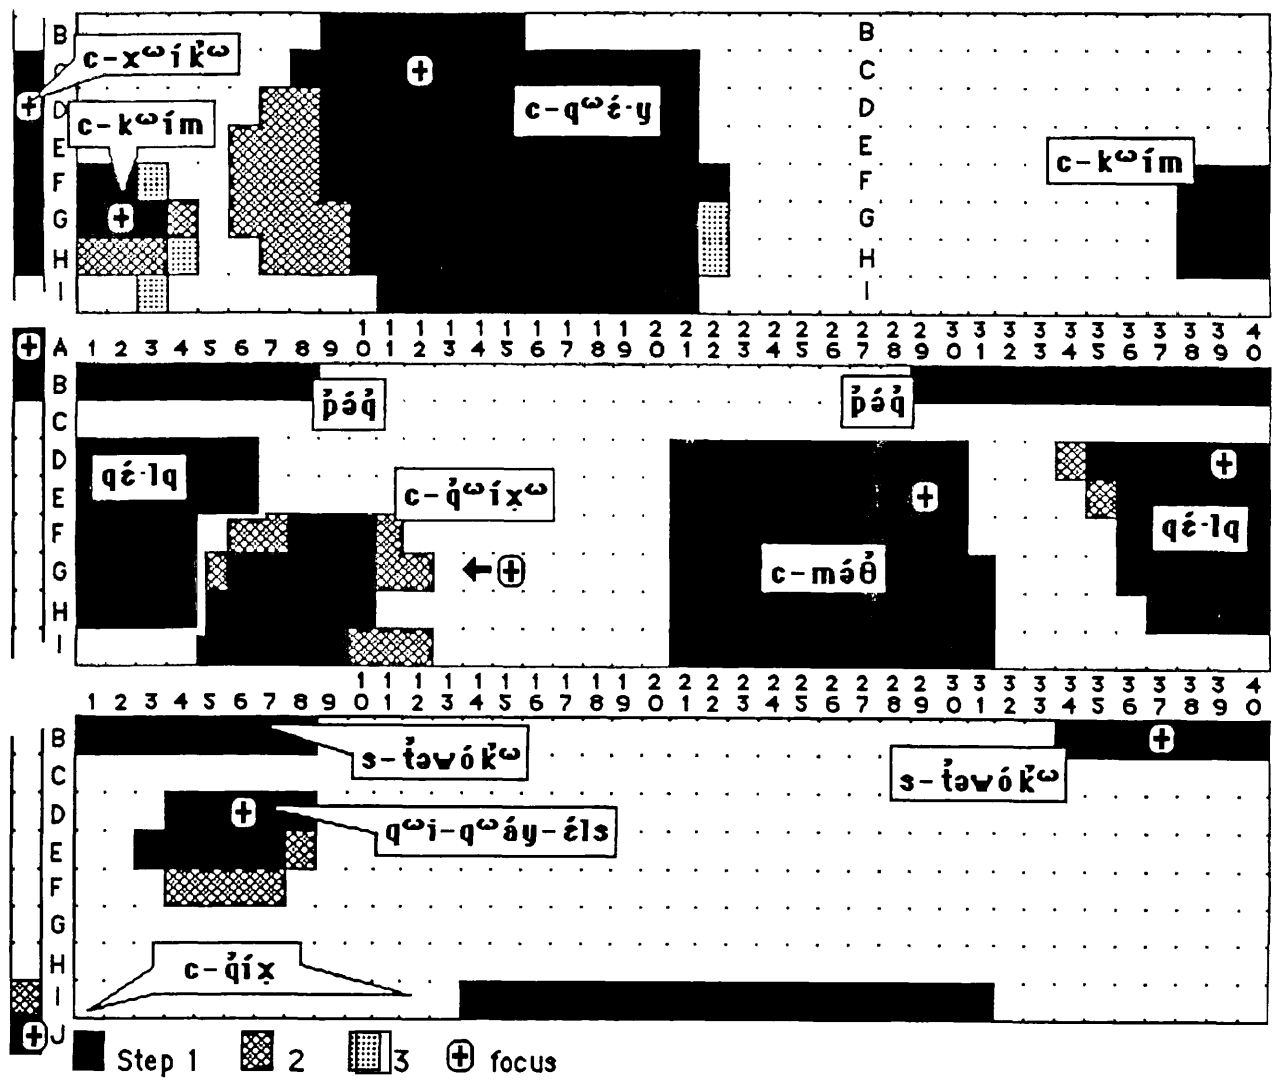 B B
c-xʷík̓ʷ C C
D c-qʷɛ́·y D
c-kʷím
E E c-kʷím
F F
G G
H H
I I
A 1 2 3 4 5 6 7 8 9 10 11 12 13 14 15 16 17 18 19 20 21 22 23 24 25 26 27 28 29 30 31 32 33 34 35 36 37 38 39 40
B p̓əq̓ p̓əq̓
C
D qɛ́·lq
E c-q̓ʷíx̣ʷ
F qɛ́·lq
G c-mə́θ̓
H
I
1 2 3 4 5 6 7 8 9 10 11 12 13 14 15 16 17 18 19 20 21 22 23 24 25 26 27 28 29 30 31 32 33 34 35 36 37 38 39 40
B s-t̓əwók̓ʷ
C s-t̓əwók̓ʷ
D qʷi-qʷáy-ɛ́ls
E
F
G
H c-q̓íx̣
I
J
Step 1 2 3 focus